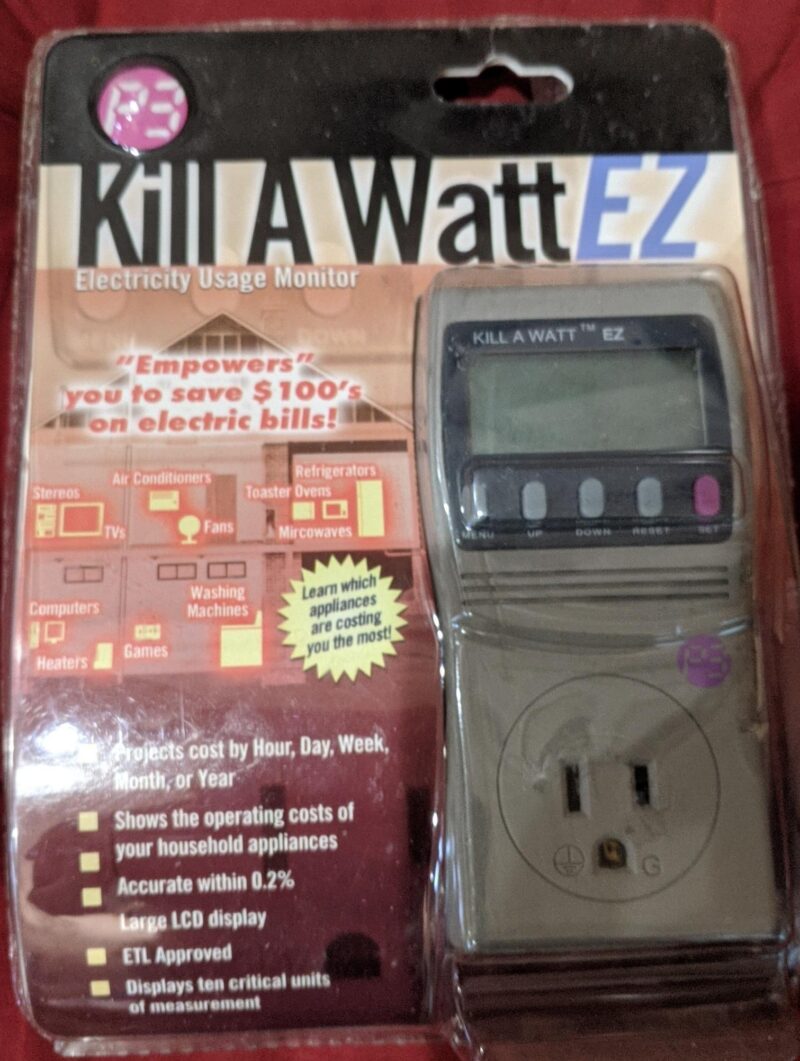 P3
Kill A Watt EZ
Electricity Usage Monitor
"Empowers"
you to save $100's
on electric bills!
Stereos
TVs
Air Conditioners
Fans
Refrigerators
Toaster Ovens
Mircowaves
Computers
Heaters
Games
Washing
Machines
Learn which
appliances
are costing
you the most!
Projects cost by Hour, Day, Week,
Month, or Year
Shows the operating costs of
your household appliances
Accurate within 0.2%
Large LCD display
ETL Approved
Displays ten critical units
of measurement
KILL A WATT™ EZ
MENU UP DOWN RESET SET
P3
G